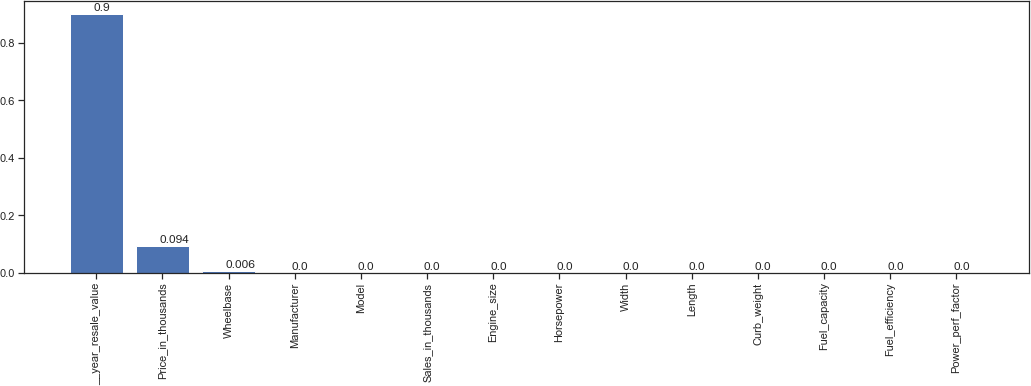 0.9
0.8
0.6
0.4
0.2
0.0
0.094
0.006
0.0
0.0
0.0
0.0
0.0
0.0
0.0
0.0
0.0
0.0
0.0
__year_resale_value
Price_in_thousands
Wheelbase
Manufacturer
Model
Sales_in_thousands
Engine_size
Horsepower
Width
Length
Curb_weight
Fuel_capacity
Fuel_efficiency
Power_perf_factor